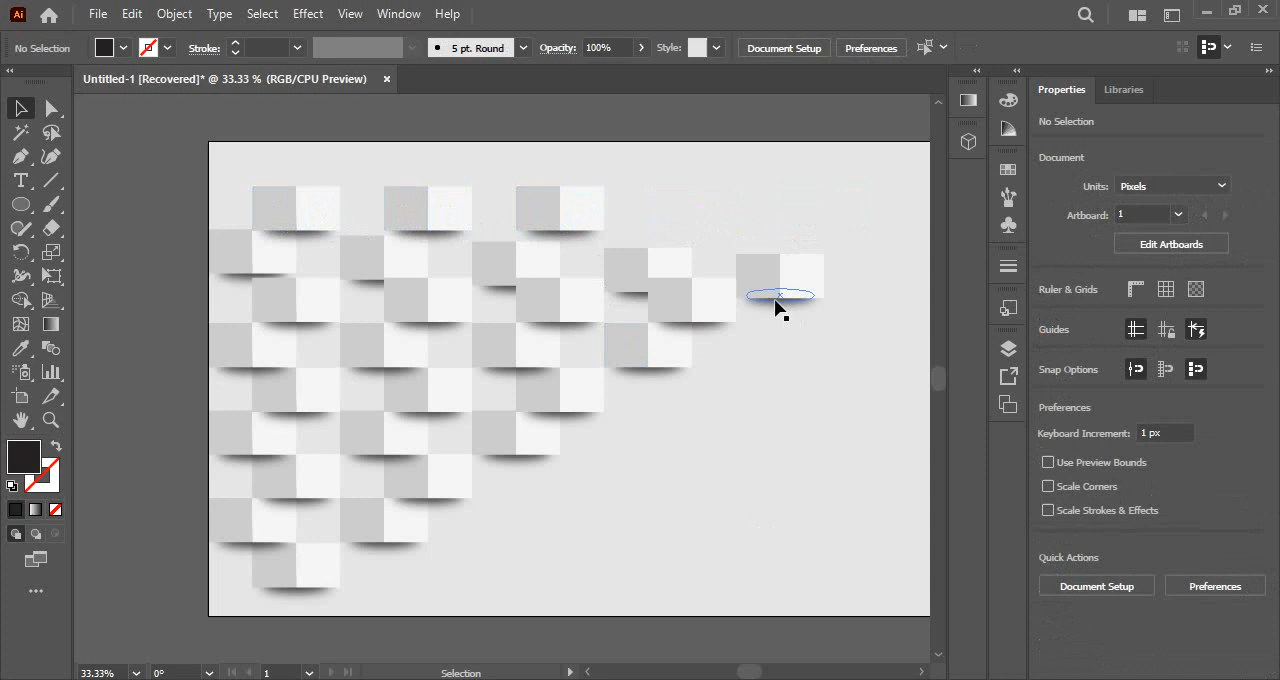 Ai File Edit Object Type Select Effect View Window Help
No Selection Stroke: 5 pt. Round Opacity: 100% Style: Document Setup Preferences
Untitled-1 [Recovered]* @ 33.33 % (RGB/CPU Preview) ×
Properties Libraries
No Selection
Document
Units: Pixels
Artboard: 1
Edit Artboards
Ruler & Grids
Guides
Snap Options
Preferences
Keyboard Increment: 1 px
Use Preview Bounds
Scale Corners
Scale Strokes & Effects
Quick Actions
Document Setup Preferences
33.33% 0° 1 Selection